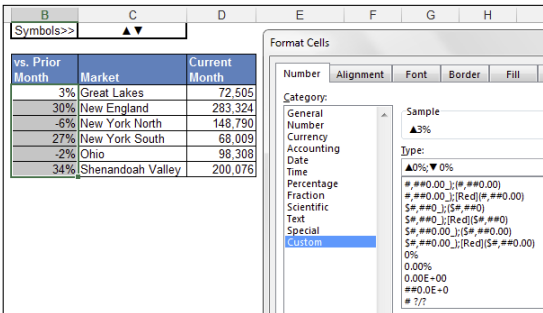 B C D E F G H
Symbols>> ▲▼
vs. Prior Month Market Current Month
3% Great Lakes 72,505
30% New England 283,324
-6% New York North 148,790
27% New York South 68,009
-2% Ohio 98,308
34% Shenandoah Valley 200,076
Format Cells
Number Alignment Font Border Fill
Category:
General
Number
Currency
Accounting
Date
Time
Percentage
Fraction
Scientific
Text
Special
Custom
Sample
▲3%
Type:
▲0%;▼ 0%
#,##0.00_);(#,##0.00)
#,##0.00_);[Red](#,##0.00)
$#,##0_);($#,##0)
$#,##0_);[Red]($#,##0)
$#,##0.00_);($#,##0.00)
$#,##0.00_);[Red]($#,##0.00)
0%
0.00%
0.00E+00
##0.0E+0
# ?/?